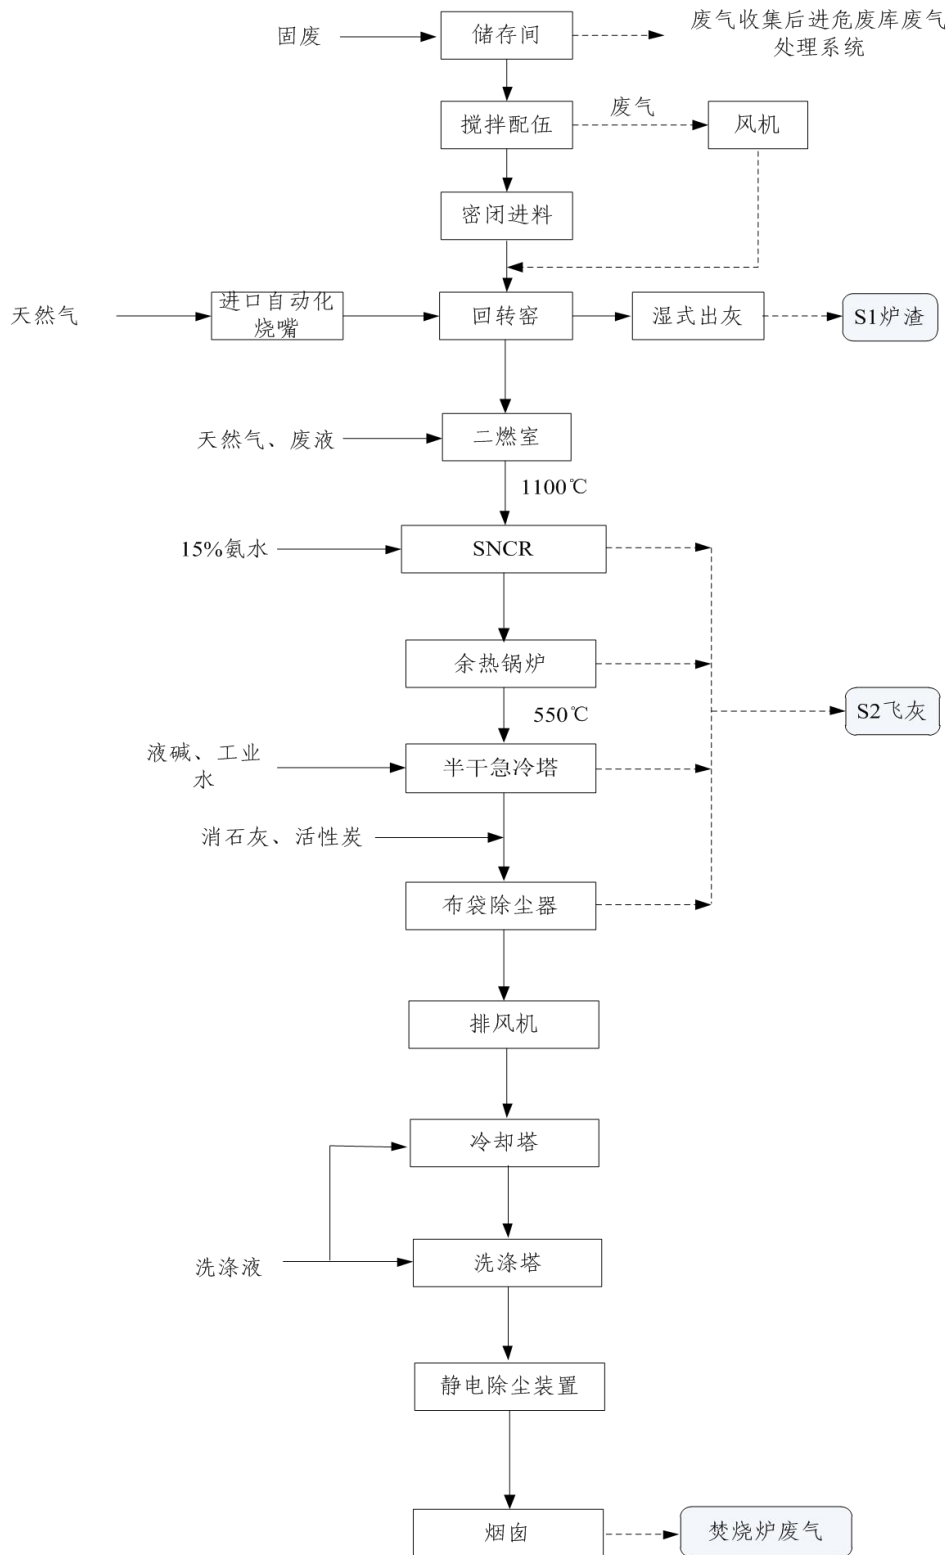 固废
储存间
废气收集后进危废库废气
处理系统
搅拌配伍
废气
风机
密闭进料
天然气
进口自动化
烧嘴
回转窑
湿式出灰
S1炉渣
天然气、废液
二燃室
1100℃
15%氨水
SNCR
余热锅炉
550℃
S2飞灰
液碱、工业
水
半干急冷塔
消石灰、活性炭
布袋除尘器
排风机
冷却塔
洗涤液
洗涤塔
静电除尘装置
烟囱
焚烧炉废气